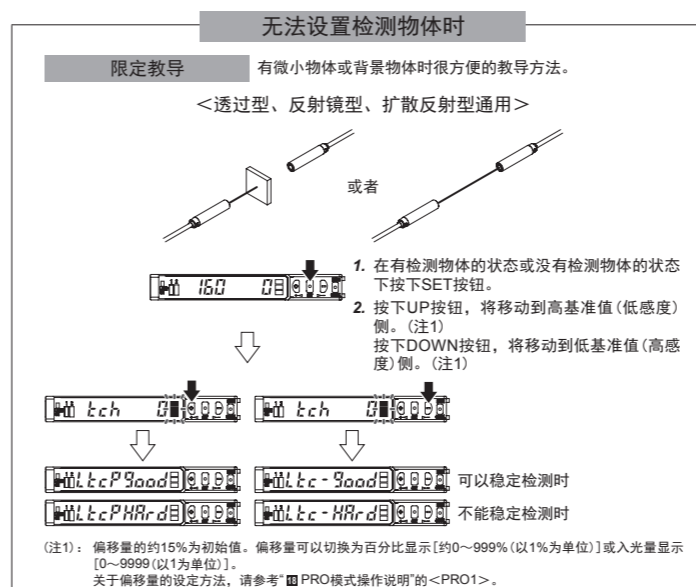 无法设置检测物体时
限定教导 有微小物体或背景物体时很方便的教导方法。
＜透过型、反射镜型、扩散反射型通用＞
或者
1. 在有检测物体的状态或没有检测物体的状态
下按下SET按钮。
2. 按下UP按钮，将移动到高基准值(低感度)
侧。(注1)
按下DOWN按钮，将移动到低基准值(高感
度)侧。(注1)
160 0
tch 0 tch 0
LtcPgood Ltc-good 可以稳定检测时
LtcPHArd Ltc-HArd 不能稳定检测时
(注1)： 偏移量的约15%为初始值。偏移量可以切换为百分比显示[约0～999%(以1%为单位)]或入光量显示
[0～9999(以1为单位)]。
关于偏移量的设定方法，请参考“ PRO模式操作说明”的＜PRO1＞。